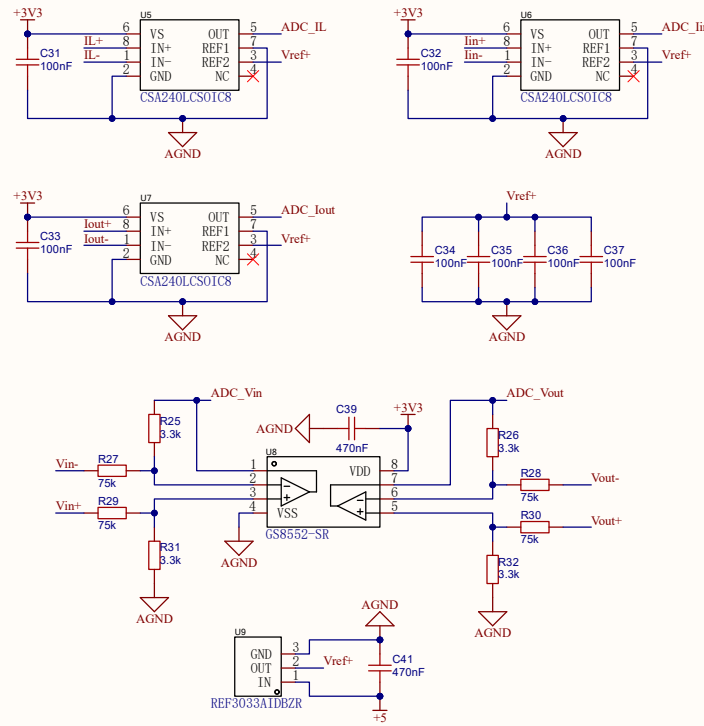 +3V3
U5
6 VS OUT 5 ADC_IL
IL+ 8 IN+ REF1 7
IL- 1 IN- REF2 3 Vref+
2 GND NC 4
C31
100nF
CSA240LCSOIC8
AGND
+3V3
U6
6 VS OUT 5 ADC_Iin
Iin+ 8 IN+ REF1 7
Iin- 1 IN- REF2 3 Vref+
2 GND NC 4
C32
100nF
CSA240LCSOIC8
AGND
+3V3
U7
6 VS OUT 5 ADC_Iout
Iout+ 8 IN+ REF1 7
Iout- 1 IN- REF2 3 Vref+
2 GND NC 4
C33
100nF
CSA240LCSOIC8
AGND
Vref+
C34 C35 C36 C37
100nF 100nF 100nF 100nF
AGND
ADC_Vin
R25
3.3k
Vin- R27
75k
Vin+ R29
75k
R31
3.3k
AGND
AGND C39 +3V3
470nF
U8
1 VDD 8
2 - 7
3 + - 6
4 VSS + 5
GS8552-SR
AGND
ADC_Vout
R26
3.3k
R28 Vout-
75k
R30 Vout+
75k
R32
3.3k
AGND
AGND
U9
GND 3
OUT 2 Vref+
IN 1
REF3033AIDBZR
C41
470nF
+5